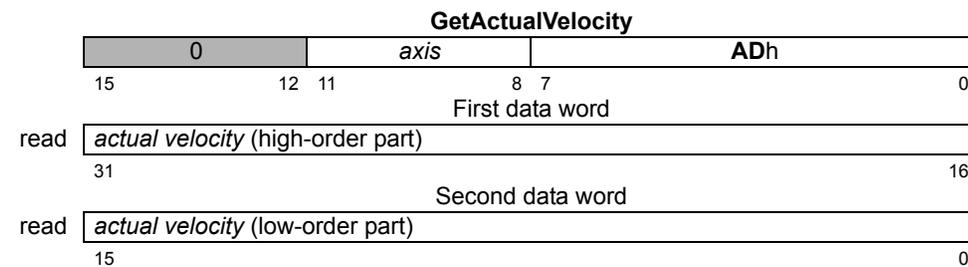 GetActualVelocity
0 axis ADh
15 12 11 8 7 0
First data word
read actual velocity (high-order part)
31 16
Second data word
read actual velocity (low-order part)
15 0